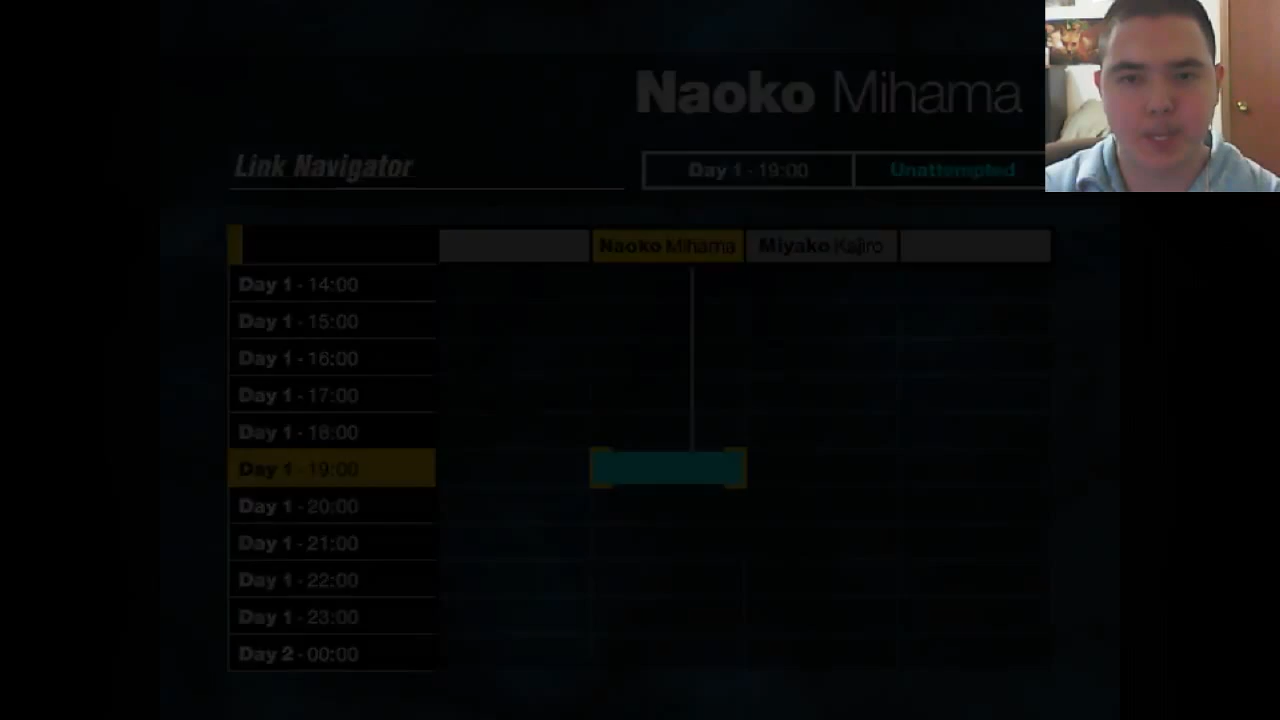 Naoko Mihama
Link Navigator
Day 1 - 19:00 Unattempted
Naoko Mihama Miyako Kajiro
Day 1 - 14:00
Day 1 - 15:00
Day 1 - 16:00
Day 1 - 17:00
Day 1 - 18:00
Day 1 - 19:00
Day 1 - 20:00
Day 1 - 21:00
Day 1 - 22:00
Day 1 - 23:00
Day 2 - 00:00